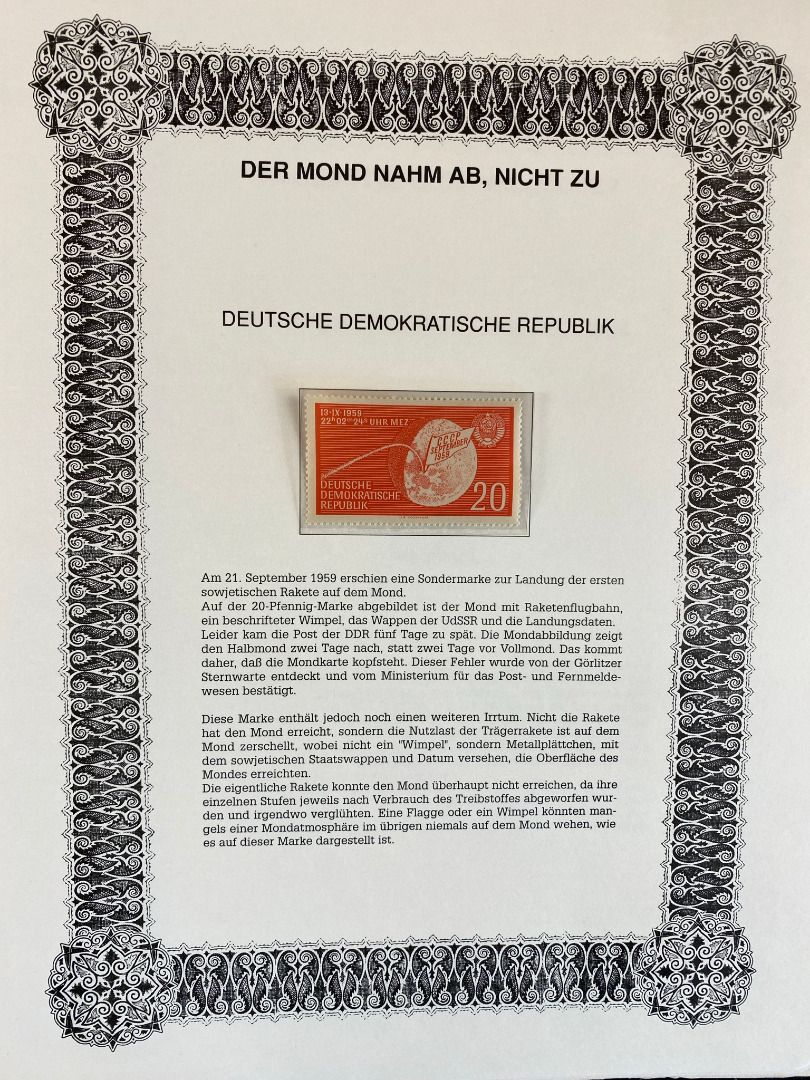 DER MOND NAHM AB, NICHT ZU
DEUTSCHE DEMOKRATISCHE REPUBLIK
13·IX·1959
22ʰ02ᵐ24ˢ UHR MEZ
CCCP
SEPTEMBER
1959
DEUTSCHE
DEMOKRATISCHE
REPUBLIK
20
Am 21. September 1959 erschien eine Sondermarke zur Landung der ersten
sowjetischen Rakete auf dem Mond.
Auf der 20-Pfennig-Marke abgebildet ist der Mond mit Raketenflugbahn,
ein beschrifteter Wimpel, das Wappen der UdSSR und die Landungsdaten.
Leider kam die Post der DDR fünf Tage zu spät. Die Mondabbildung zeigt
den Halbmond zwei Tage nach, statt zwei Tage vor Vollmond. Das kommt
daher, daß die Mondkarte kopfsteht. Dieser Fehler wurde von der Görlitzer
Sternwarte entdeckt und vom Ministerium für das Post- und Fernmelde-
wesen bestätigt.
Diese Marke enthält jedoch noch einen weiteren Irrtum. Nicht die Rakete
hat den Mond erreicht, sondern die Nutzlast der Trägerrakete ist auf dem
Mond zerschellt, wobei nicht ein "Wimpel", sondern Metallplättchen, mit
dem sowjetischen Staatswappen und Datum versehen, die Oberfläche des
Mondes erreichten.
Die eigentliche Rakete konnte den Mond überhaupt nicht erreichen, da ihre
einzelnen Stufen jeweils nach Verbrauch des Treibstoffes abgeworfen wur-
den und irgendwo verglühten. Eine Flagge oder ein Wimpel könnten man-
gels einer Mondatmosphäre im übrigen niemals auf dem Mond wehen, wie
es auf dieser Marke dargestellt ist.